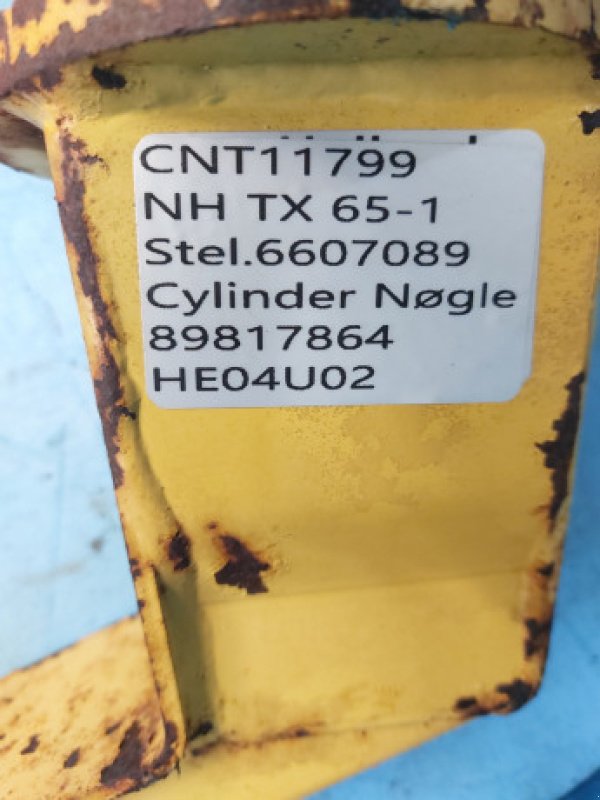 CNT11799
NH TX 65-1
Stel.6607089
Cylinder Nøgle
89817864
HE04U02